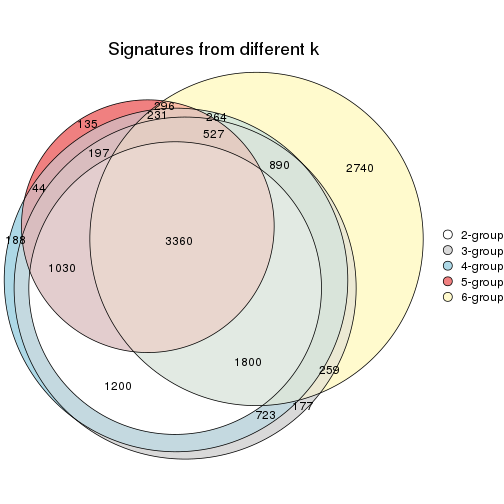 Signatures from different k
296
231
264
135
527
197
890
2740
44
188
3360
1030
1800
259
1200
177
723
2-group
3-group
4-group
5-group
6-group